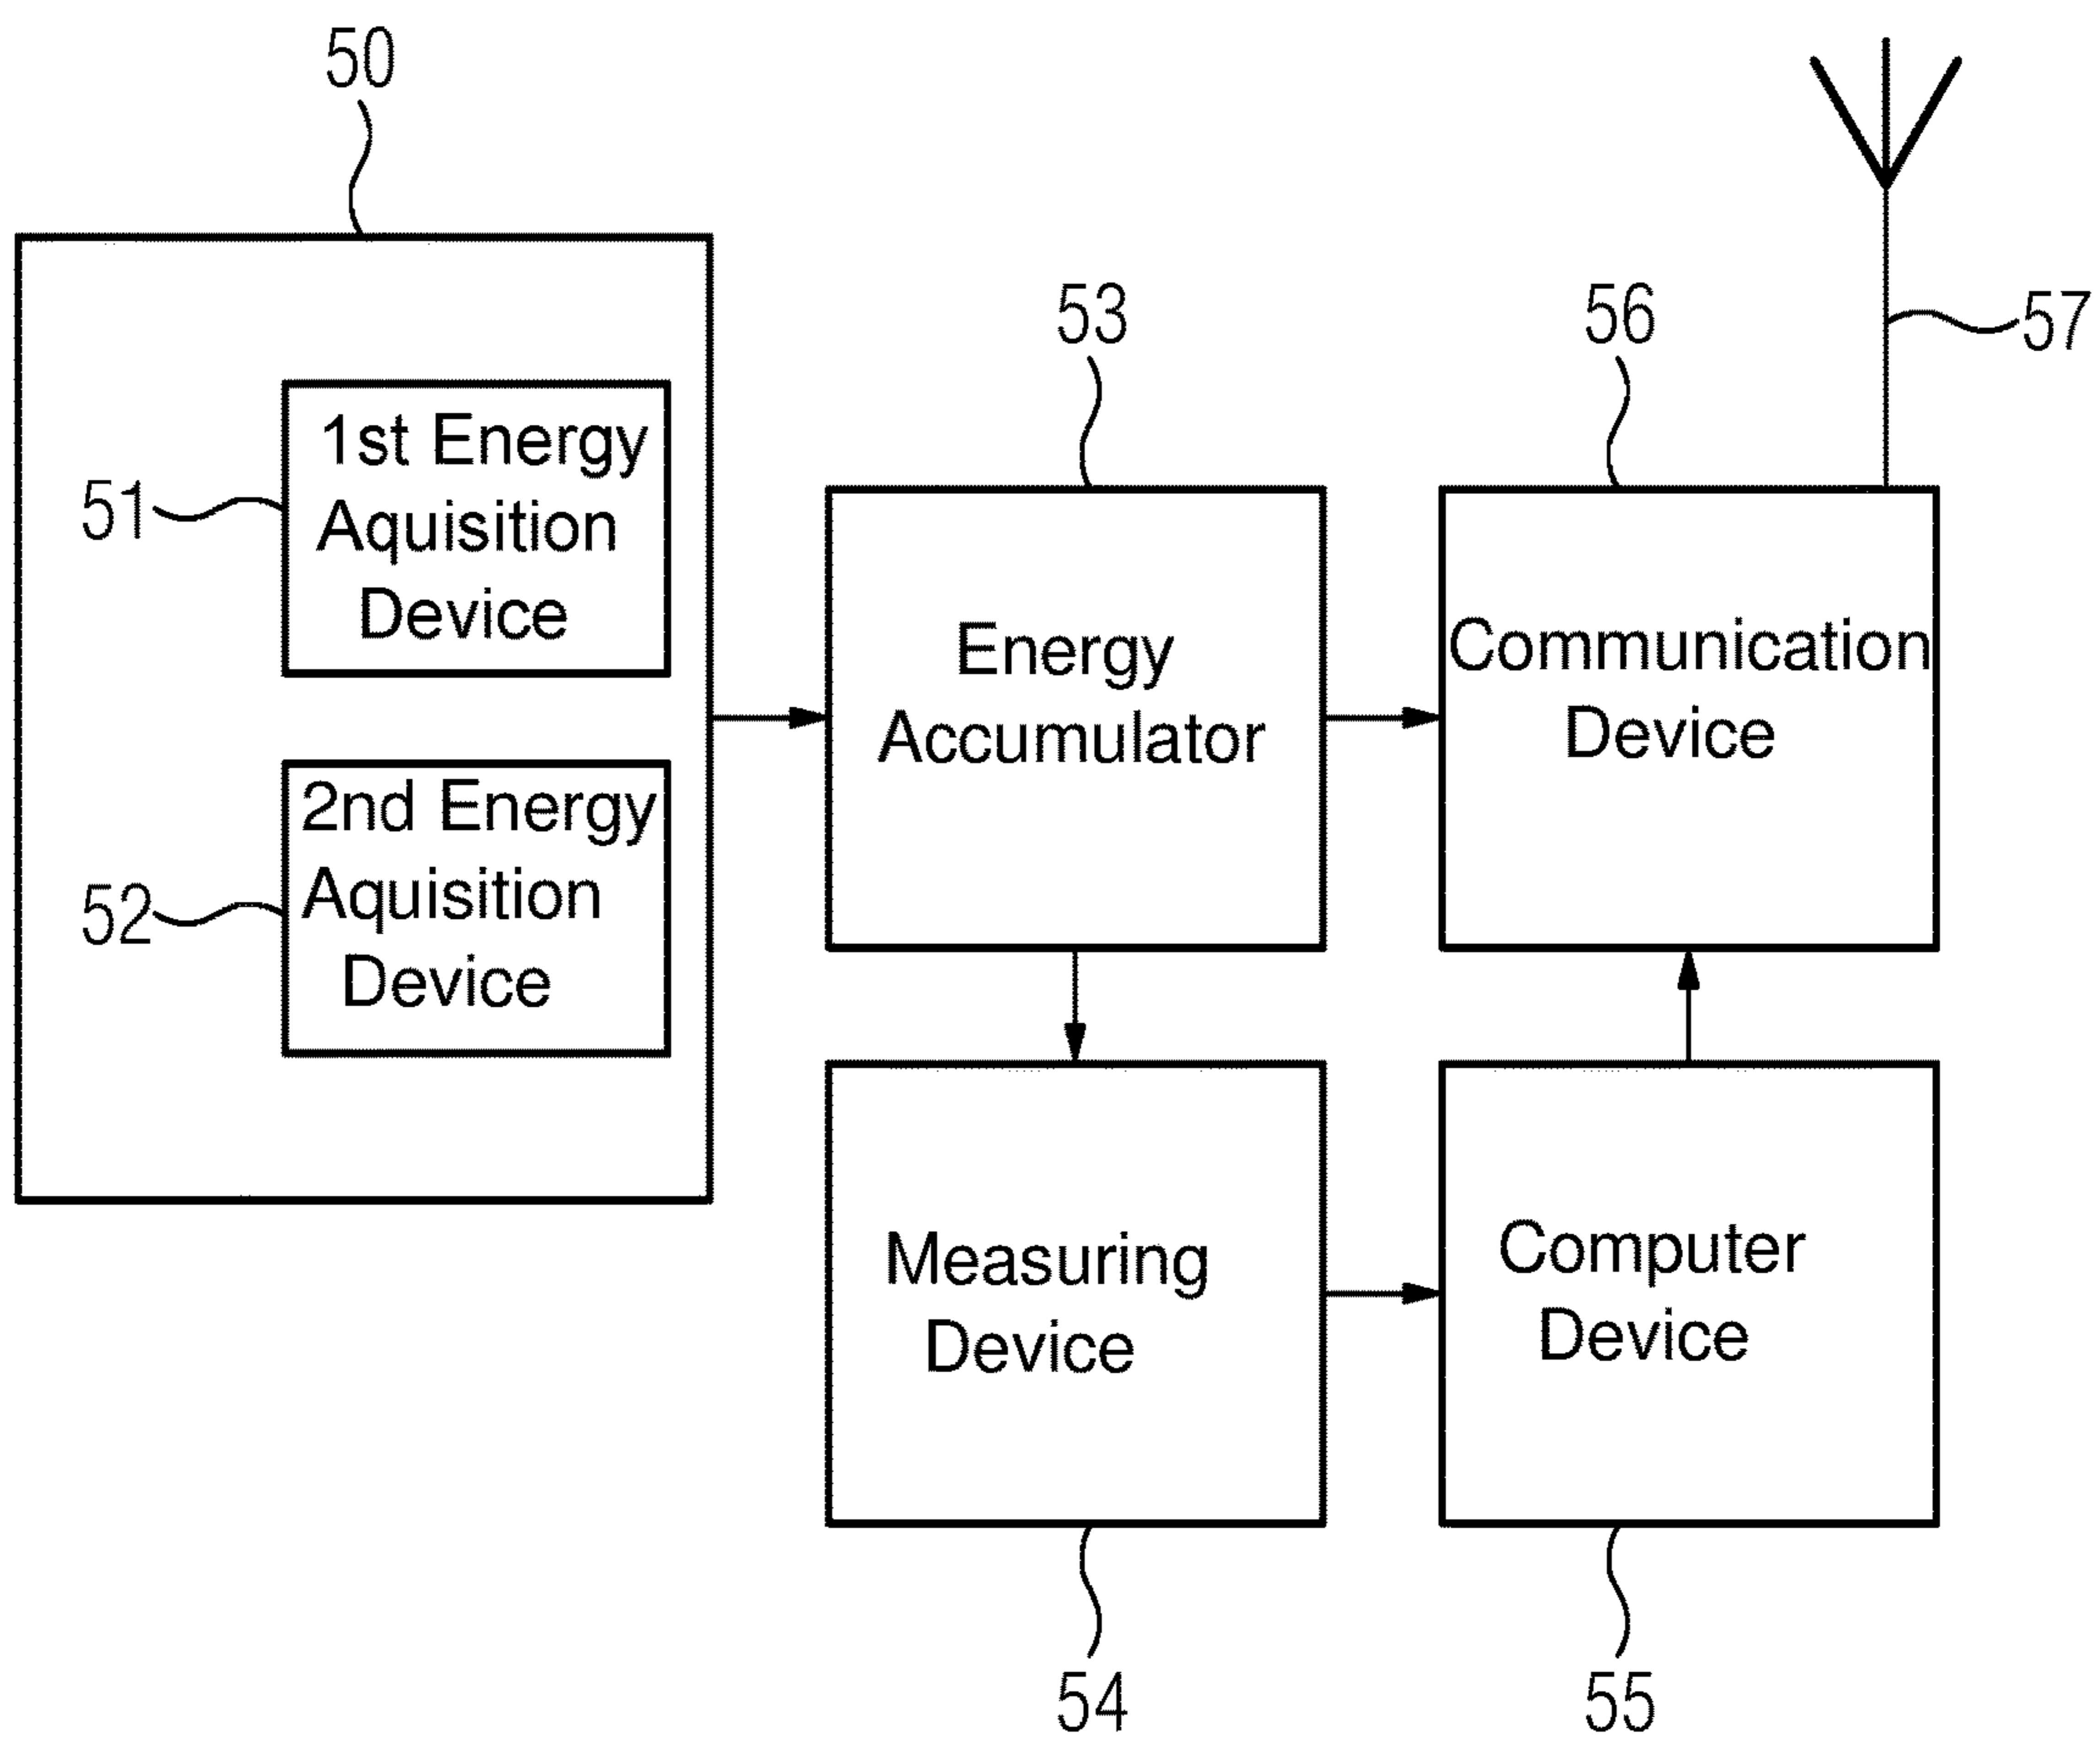 50
53
56
57
1st Energy
Aquisition
Device
51
Energy
Accumulator
Communication
Device
2nd Energy
Aquisition
Device
52
Measuring
Device
Computer
Device
54
55